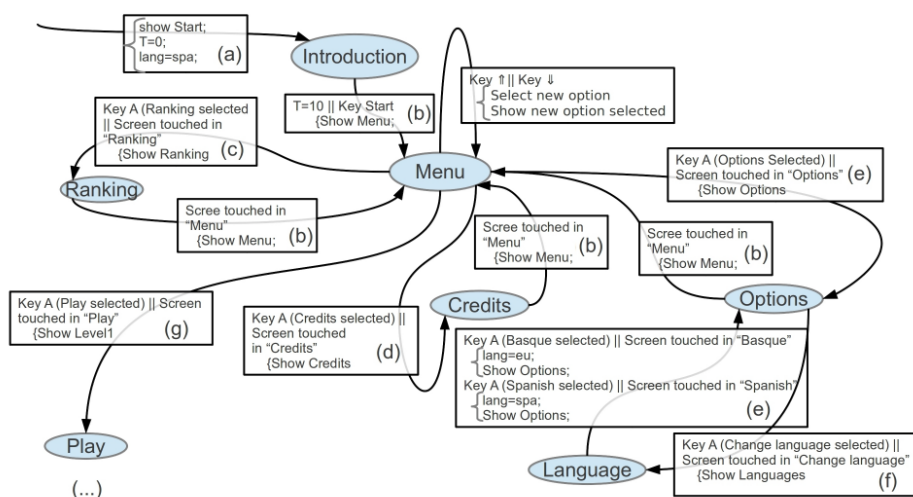 show Start;
T=0;
lang=spa;
(a)
Introduction
T=10 || Key Start
{Show Menu;
(b)
Key ⇑|| Key ⇓
Select new option
Show new option selected
Key A (Ranking selected
|| Screen touched in
“Ranking”
{Show Ranking
(c)
Ranking
Menu
Key A (Options Selected) ||
Screen touched in “Options”
{Show Options
(e)
Scree touched in
“Menu”
{Show Menu;
(b)
Scree touched in
“Menu”
{Show Menu;
(b)
Scree touched in
“Menu”
{Show Menu;
(b)
Key A (Play selected) || Screen
touched in “Play”
{Show Level1
(g)
Key A (Credits selected) ||
Screen touched
in “Credits”
{Show Credits
(d)
Credits
Options
Key A (Basque selected) || Screen touched in “Basque”
lang=eu;
Show Options;
Key A (Spanish selected) || Screen touched in “Spanish”
lang=spa;
Show Options;
(e)
Play
(...)
Language
Key A (Change language selected) ||
Screen touched in “Change language”
{Show Languages
(f)